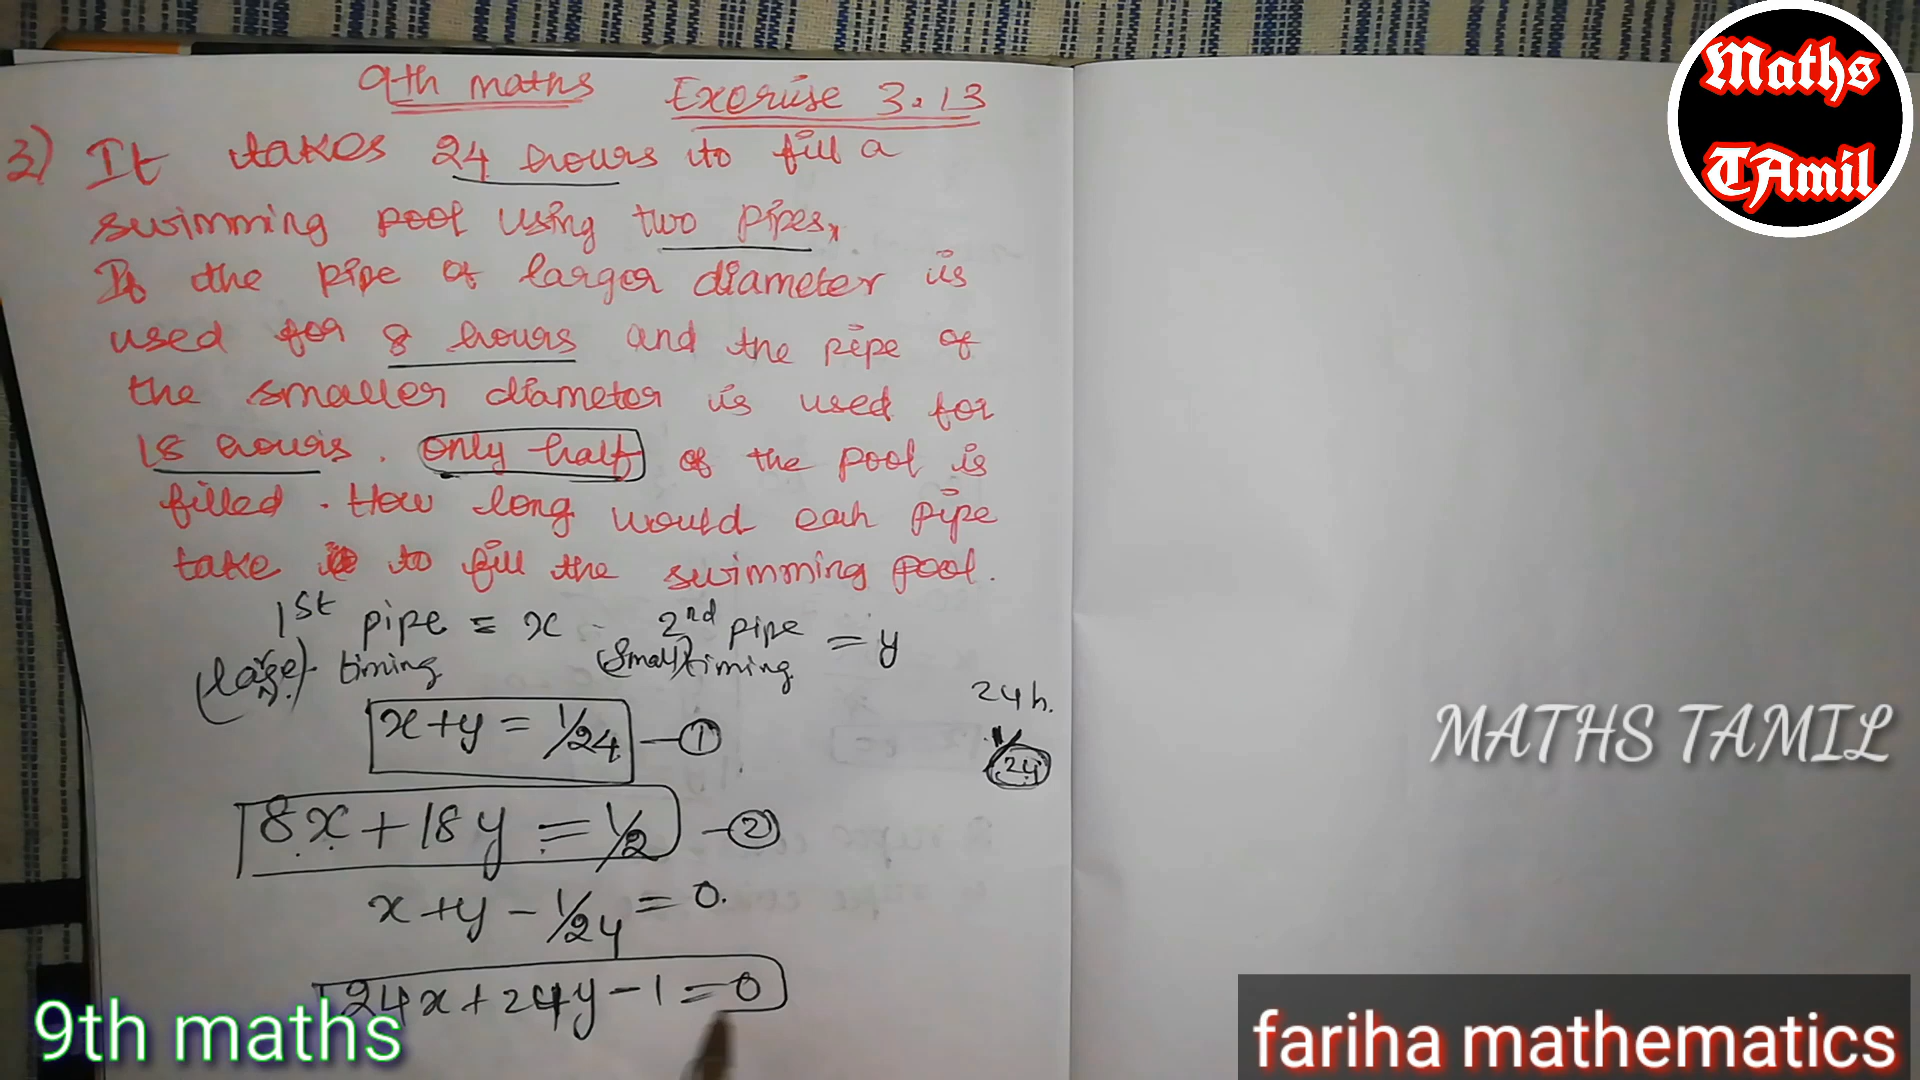 9th maths Exercise 3.13
3) It takes 24 hours to fill a
swimming pool using two pipes,
If the pipe of larger diameter is
used for 8 hours and the pipe of
the smaller diameter is used for
18 hours. Only half of the pool is
filled. How long would each pipe
take to fill the swimming pool.
1st pipe = x 2nd pipe = y
(large) timing (Small) timing
24h.
x+y = 1/24 — ①
1/24
8x + 18y = 1/2 — ②
x + y - 1/24 = 0.
24x + 24y - 1 = 0
Maths
TAmil
MATHS TAMIL
9th maths
fariha mathematics